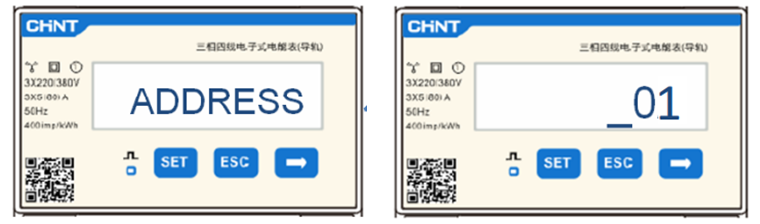 CHNT
三相四线电子式电能表(导轨)
3X220/380V
3X5(80)A
50Hz
400imp/kWh
ADDRESS
SET
ESC
CHNT
三相四线电子式电能表(导轨)
3X220/380V
3X5(80)A
50Hz
400imp/kWh
_01
SET
ESC